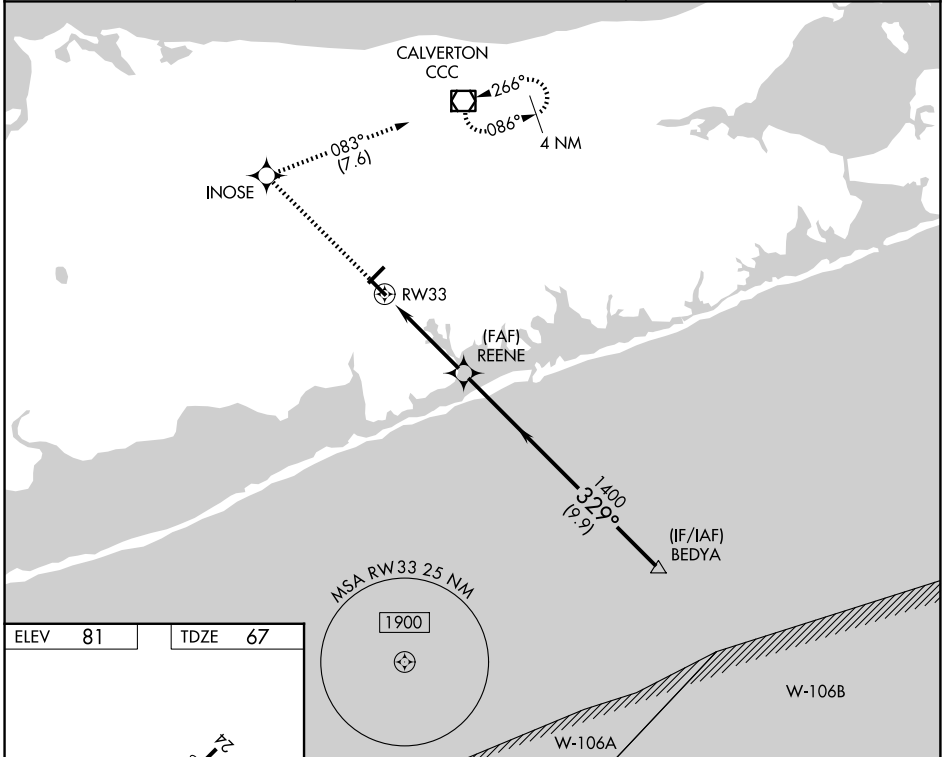 CALVERTON
CCC
266°
086°
4 NM
083°
(7.6)
INOSE
RW33
(FAF)
REENE
1400
329°
(9.9)
(IF/IAF)
BEDYA
MSA RW33 25 NM
1900
ELEV 81
TDZE 67
24
W-106B
W-106A